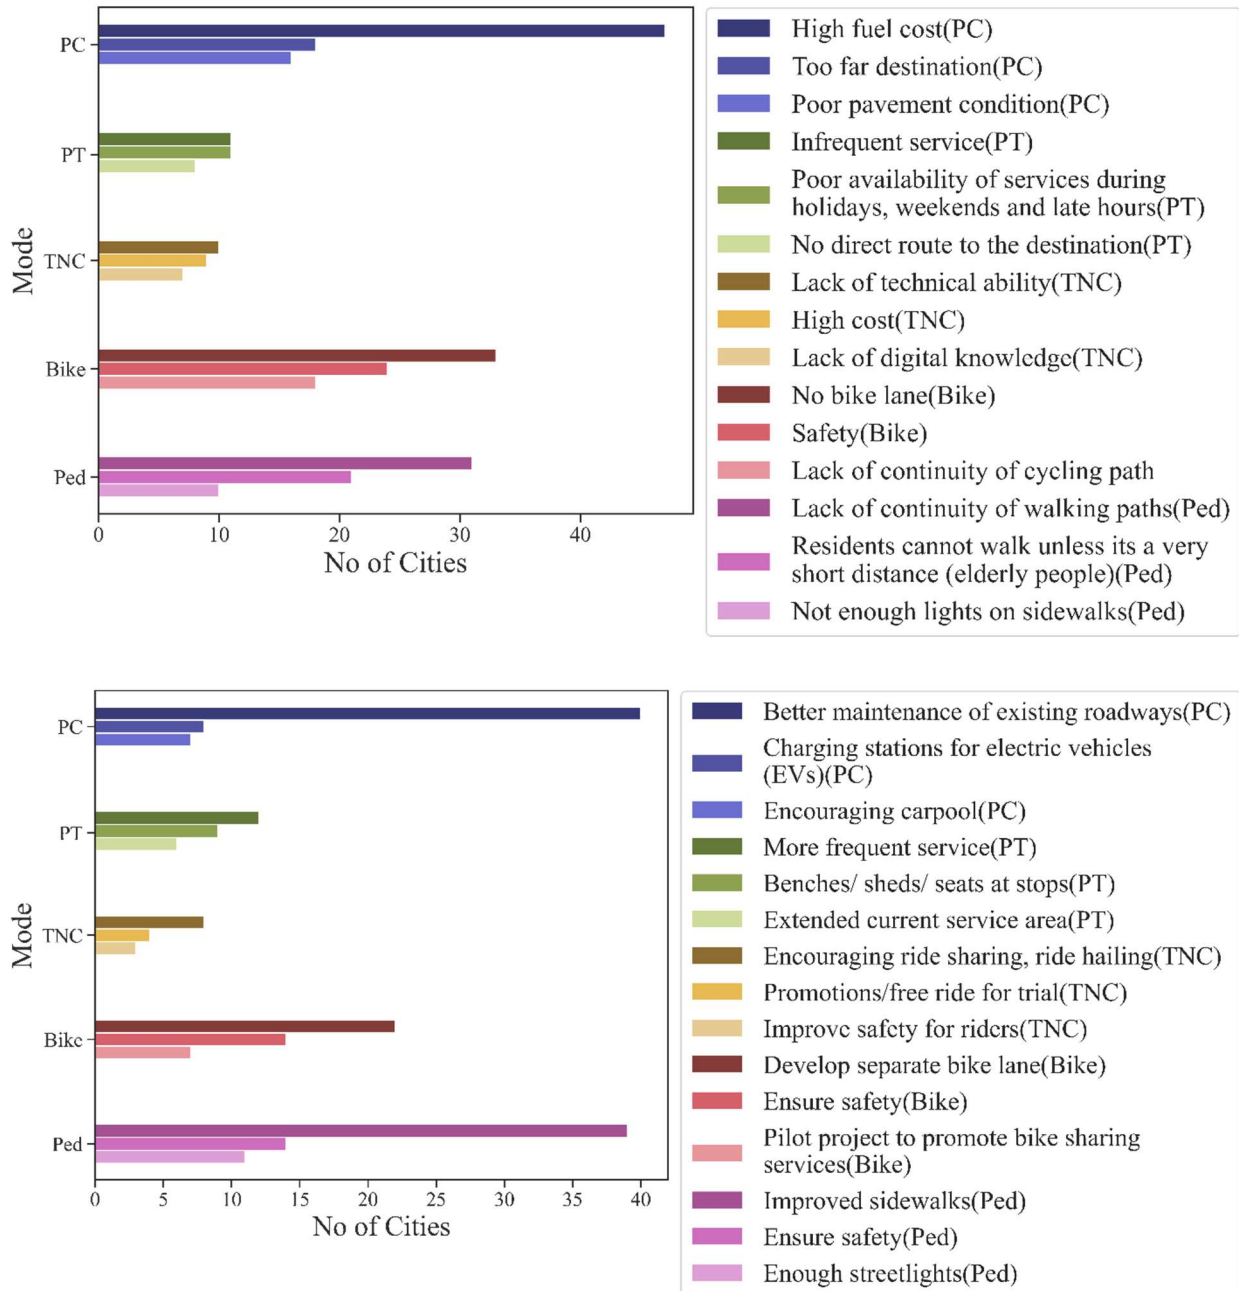 PC
PT
TNC
Bike
Ped
Mode
0
10
20
30
40
No of Cities
High fuel cost(PC)
Too far destination(PC)
Poor pavement condition(PC)
Infrequent service(PT)
Poor availability of services during
holidays, weekends and late hours(PT)
No direct route to the destination(PT)
Lack of technical ability(TNC)
High cost(TNC)
Lack of digital knowledge(TNC)
No bike lane(Bike)
Safety(Bike)
Lack of continuity of cycling path
Lack of continuity of walking paths(Ped)
Residents cannot walk unless its a very
short distance (elderly people)(Ped)
Not enough lights on sidewalks(Ped)
PC
PT
TNC
Bike
Ped
Mode
0
5
10
15
20
25
30
35
40
No of Cities
Better maintenance of existing roadways(PC)
Charging stations for electric vehicles
(EVs)(PC)
Encouraging carpool(PC)
More frequent service(PT)
Benches/ sheds/ seats at stops(PT)
Extended current service area(PT)
Encouraging ride sharing, ride hailing(TNC)
Promotions/free ride for trial(TNC)
Improve safety for riders(TNC)
Develop separate bike lane(Bike)
Ensure safety(Bike)
Pilot project to promote bike sharing
services(Bike)
Improved sidewalks(Ped)
Ensure safety(Ped)
Enough streetlights(Ped)